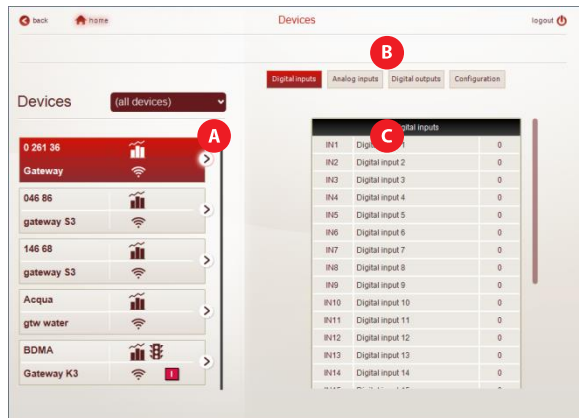 back home Devices logout
B
Digital inputs Analog inputs Digital outputs Configuration
Devices (all devices)
A
C
0 261 36
Gateway
046 86
gateway S3
146 68
gateway S3
Acqua
gtw water
BDMA
Gateway K3 I
inputs
IN1 0
IN2 Digital input 2 0
IN3 Digital input 3 0
IN4 Digital input 4 0
IN5 Digital input 5 0
IN6 Digital input 6 0
IN7 Digital input 7 0
IN8 Digital input 8 0
IN9 Digital input 9 0
IN10 Digital input 10 0
IN11 Digital input 11 0
IN12 Digital input 12 0
IN13 Digital input 13 0
IN14 Digital input 14 0